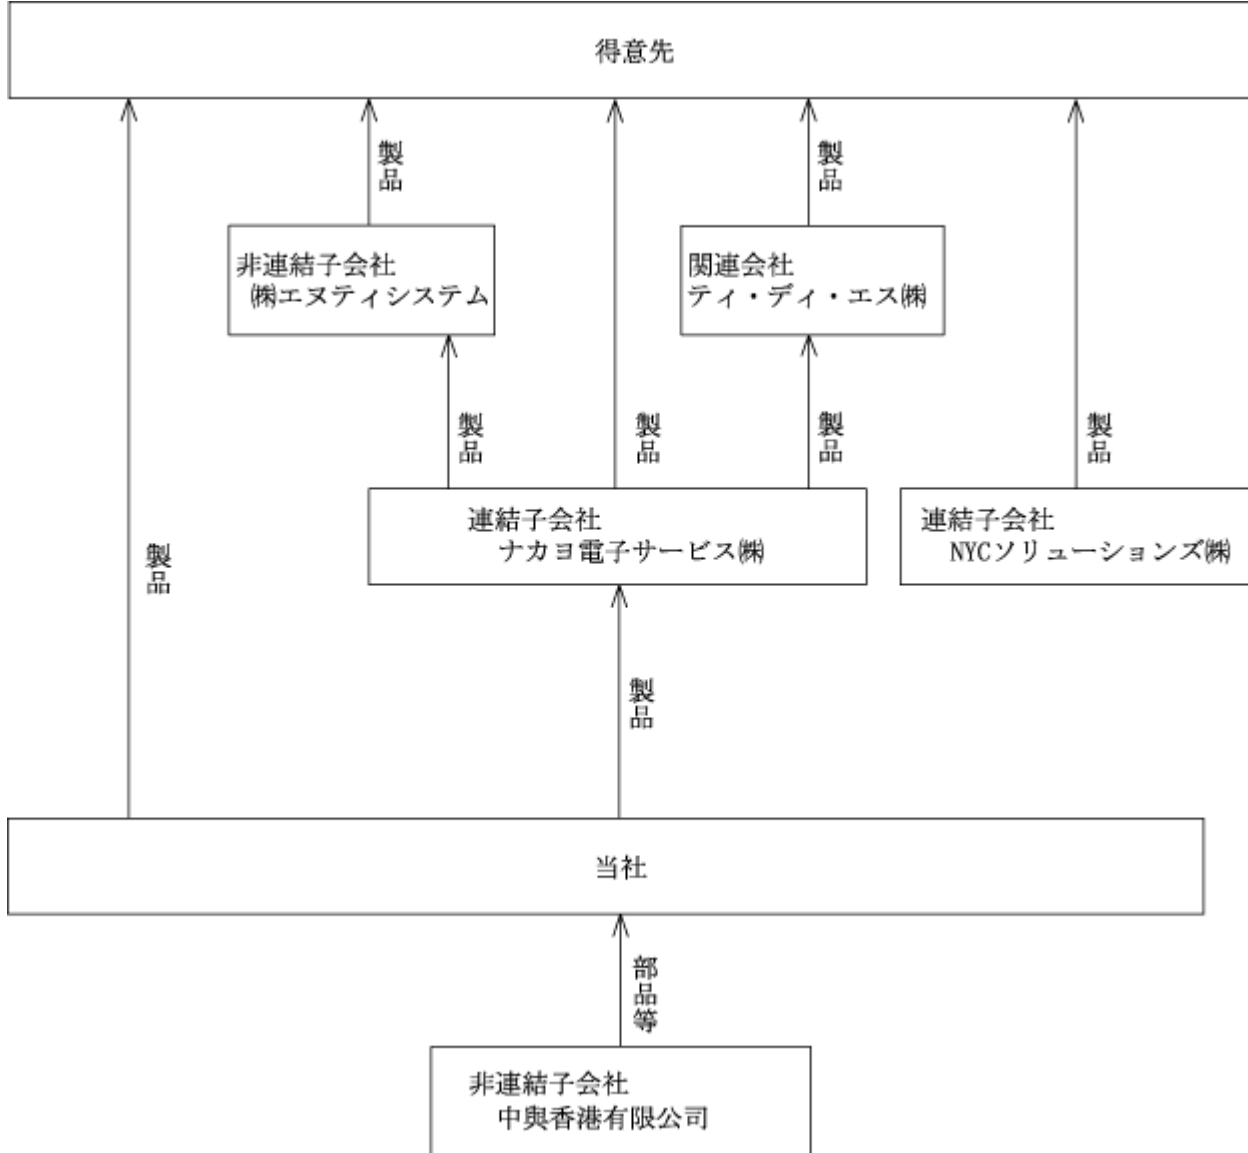 得意先
製品
製品
非連結子会社
㈱エヌティシステム
関連会社
ティ・ディ・エス㈱
製品
製品
製品
製品
連結子会社
ナカヨ電子サービス㈱
連結子会社
NYCソリューションズ㈱
製品
製品
当社
部品等
非連結子会社
中與香港有限公司